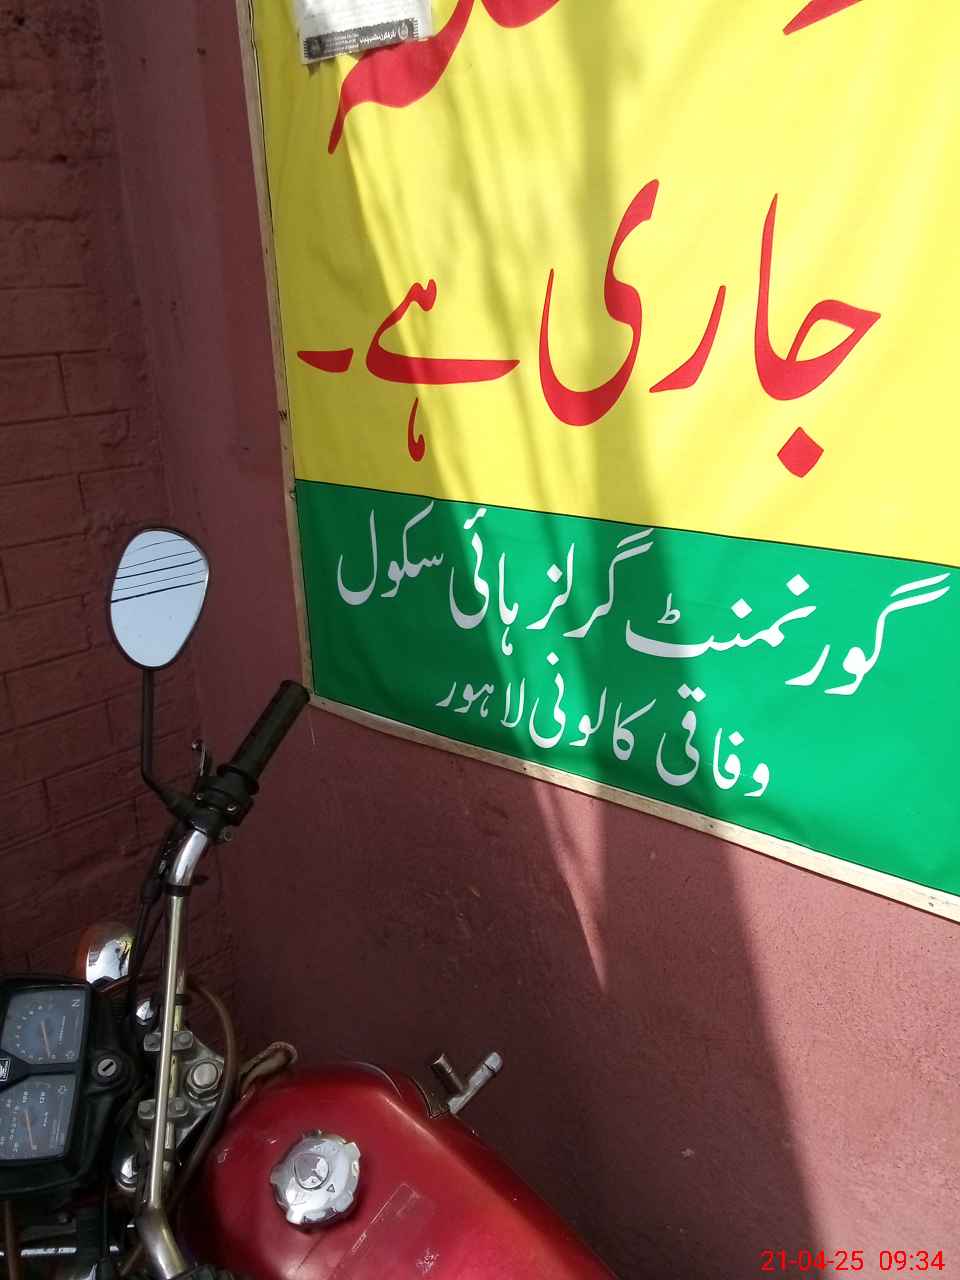 جاری ہے۔
گورنمنٹ گرلز ہائی سکول
وفاقی کالونی لاہور
21-04-25 09:34